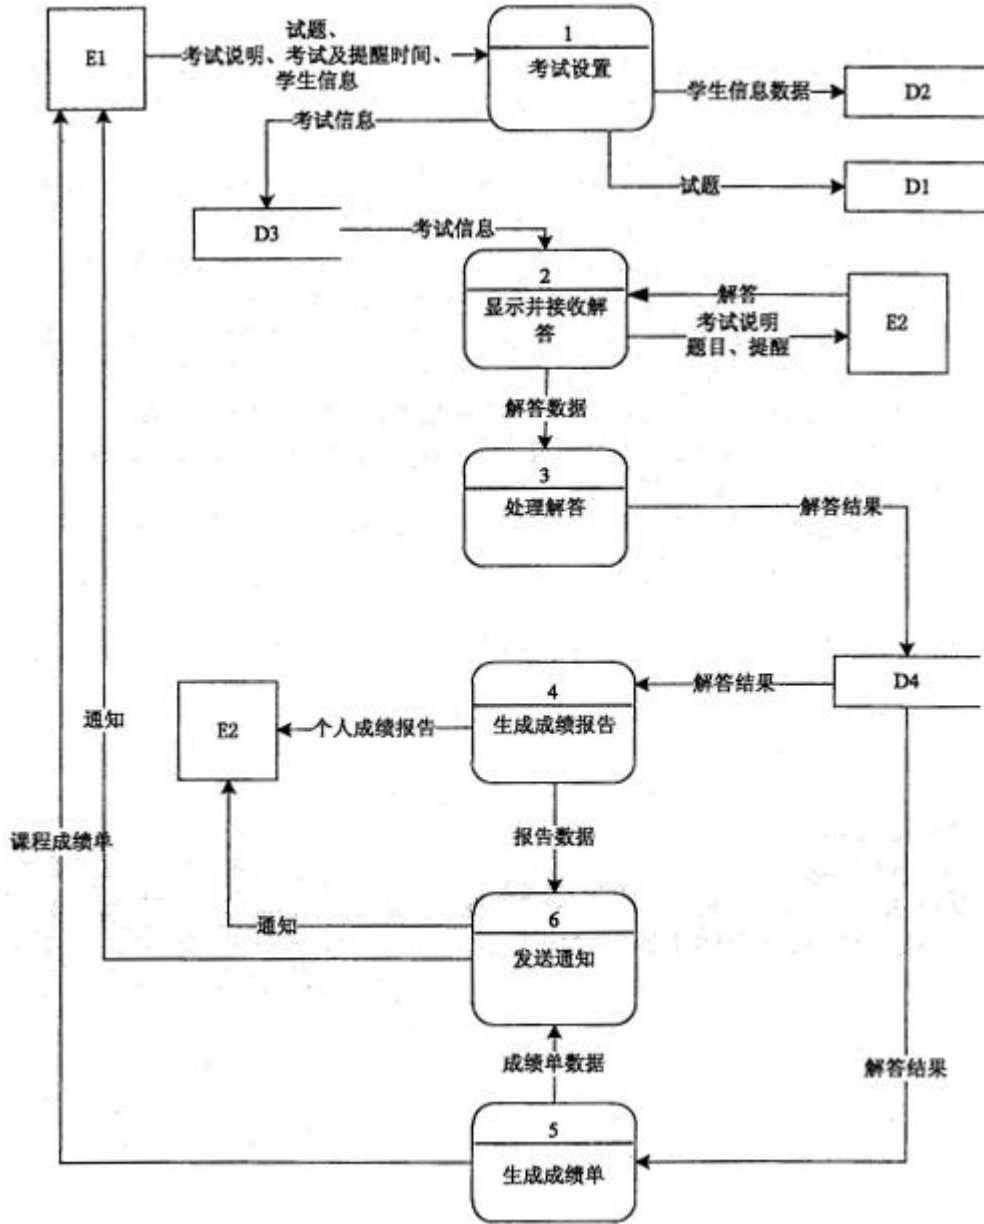 E1
试题、
考试说明、考试及提醒时间、
学生信息
1
考试设置
学生信息数据
D2
考试信息
试题
D1
D3
考试信息
2
显示并接收解
答
解答
考试说明
题目、提醒
E2
解答数据
3
处理解答
解答结果
D4
解答结果
4
生成成绩报告
个人成绩报告
E2
通知
课程成绩单
报告数据
6
发送通知
通知
成绩单数据
解答结果
5
生成成绩单